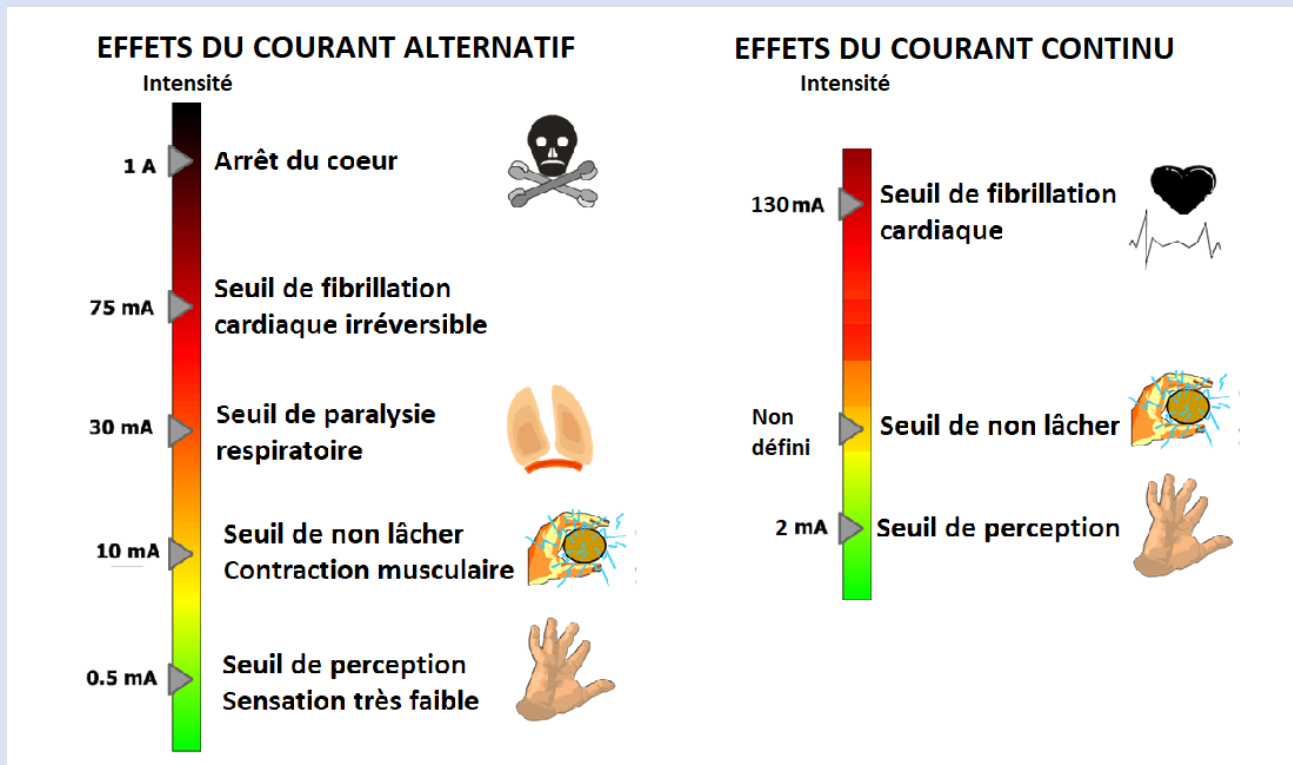 EFFETS DU COURANT ALTERNATIF
Intensité
1 A
Arrêt du coeur
75 mA
Seuil de fibrillation
cardiaque irréversible
30 mA
Seuil de paralysie
respiratoire
10 mA
Seuil de non lâcher
Contraction musculaire
0.5 mA
Seuil de perception
Sensation très faible
EFFETS DU COURANT CONTINU
Intensité
130 mA
Seuil de fibrillation
cardiaque
Non
défini
Seuil de non lâcher
2 mA
Seuil de perception